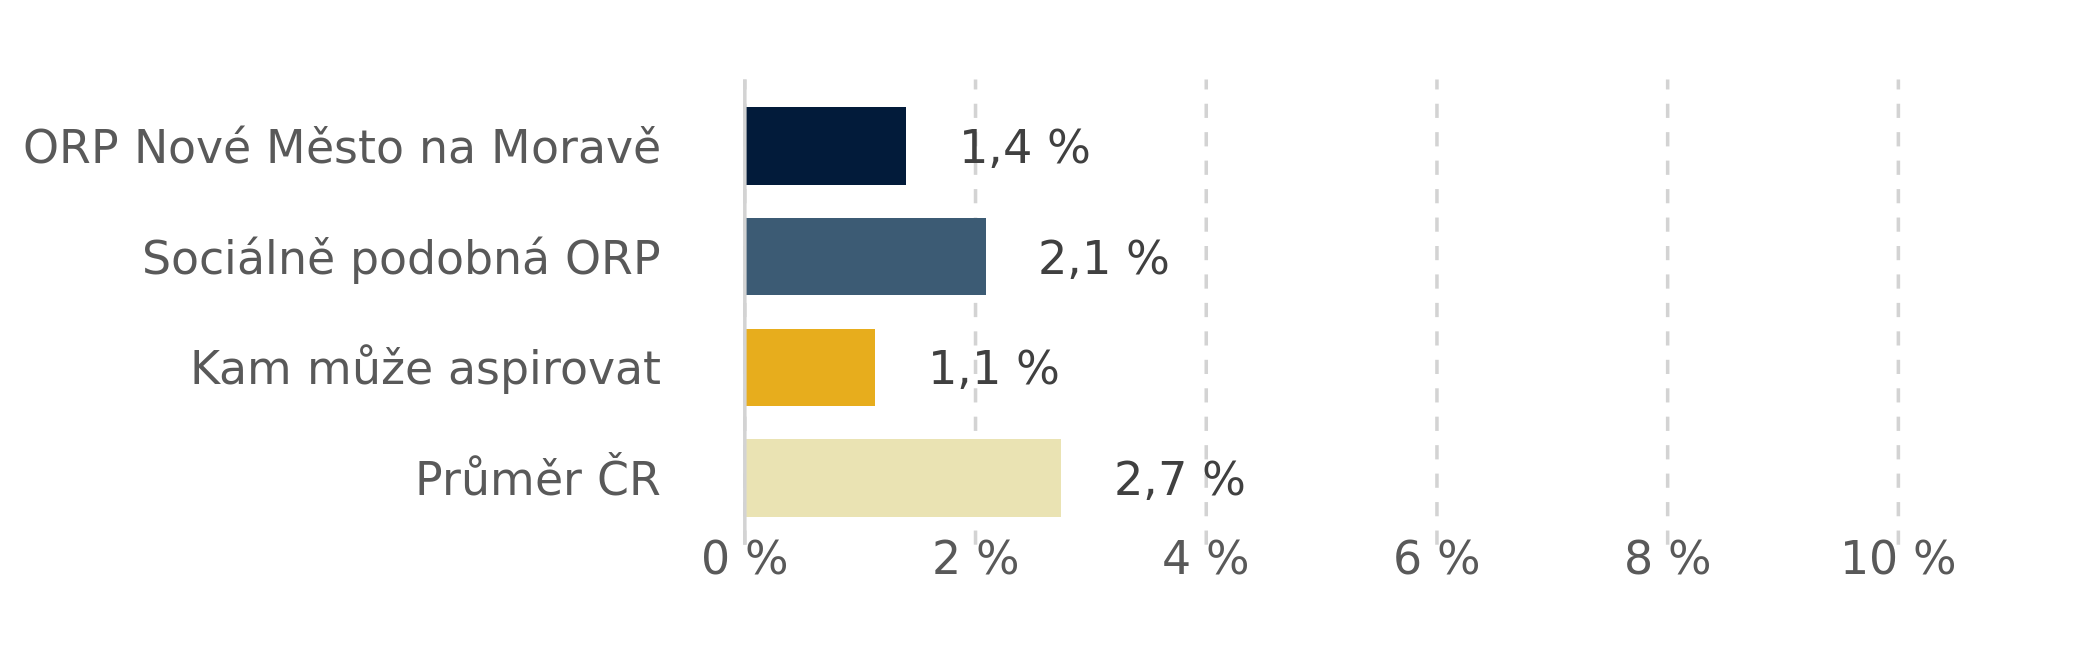 ORP Nové Město na Moravě 1,4 %
Sociálně podobná ORP 2,1 %
Kam může aspirovat 1,1 %
Průměr ČR 2,7 %
0 % 2 % 4 % 6 % 8 % 10 %